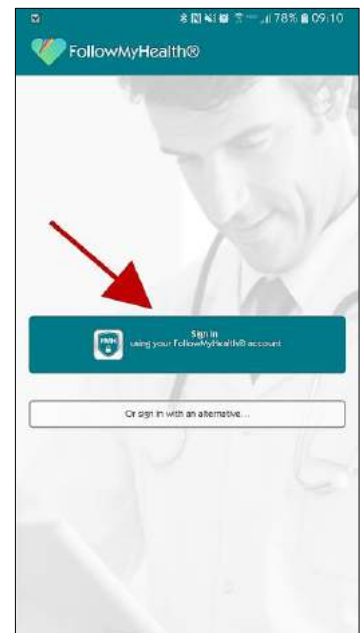 78% 09:10
FollowMyHealth®
FMH
Sign In
using your FollowMyHealth® account
Or sign in with an alternative...